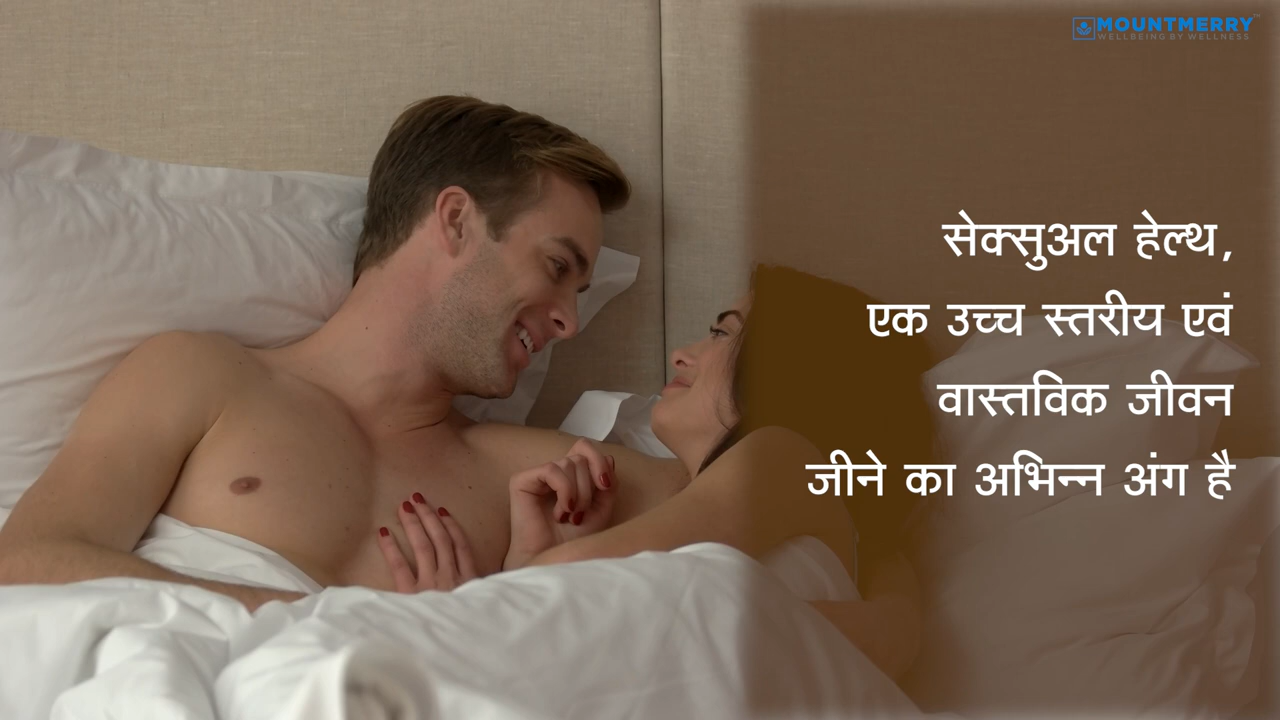 MOUNTMERRY
WELLBEING BY WELLNESS
सेक्सुअल हेल्थ,
एक उच्च स्तरीय एवं
वास्तविक जीवन
जीने का अभिन्न अंग है